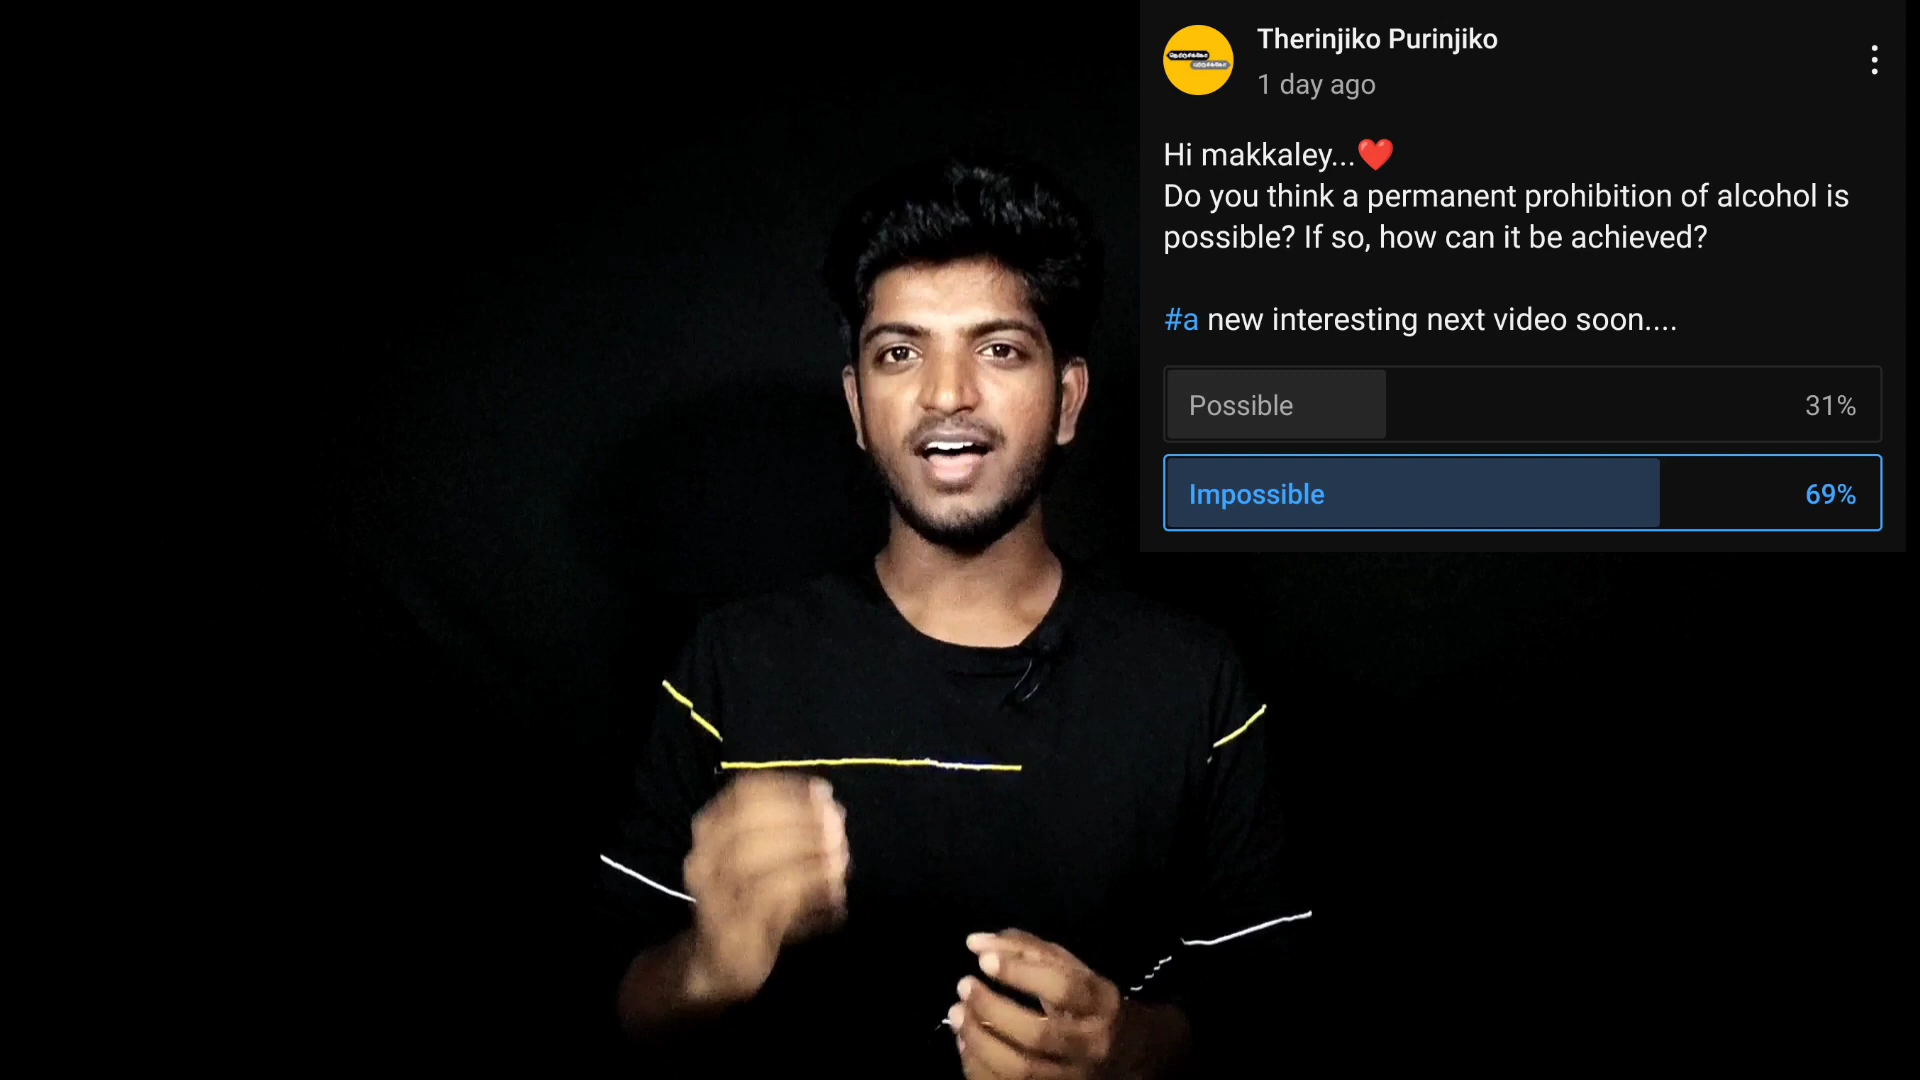 தெரிஞ்சிக்கோ
புரிஞ்சிக்கோ
Therinjiko Purinjiko
1 day ago
Hi makkaley...❤️
Do you think a permanent prohibition of alcohol is
possible? If so, how can it be achieved?
#a new interesting next video soon....
Possible 31%
Impossible 69%